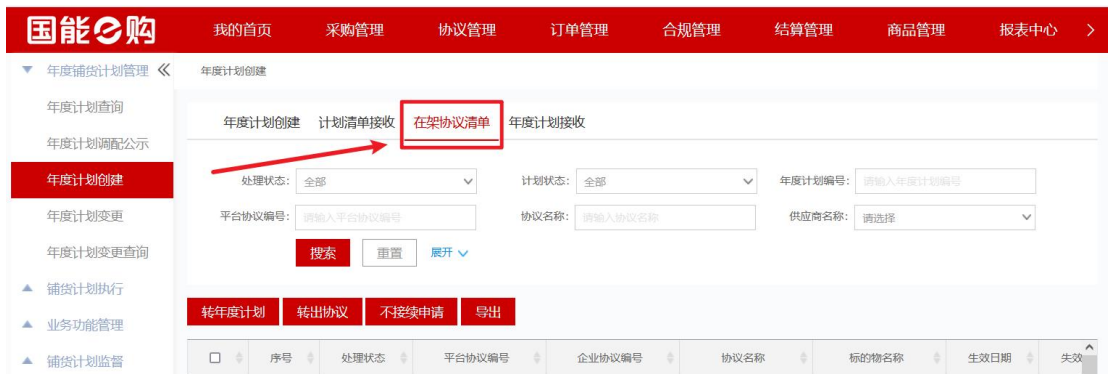 国能e购 我的首页 采购管理 协议管理 订单管理 合规管理 结算管理 商品管理 报表中心
年度铺货计划管理 年度计划创建
年度计划查询
年度计划调配公示
年度计划创建
年度计划变更
年度计划变更查询
铺货计划执行
业务功能管理
铺货计划监督
年度计划创建 计划清单接收 在架协议清单 年度计划接收
处理状态: 全部 计划状态: 全部 年度计划编号: 请输入年度计划编号
平台协议编号: 请输入平台协议编号 协议名称: 请输入协议名称 供应商名称: 请选择
搜索 重置 展开
转年度计划 转出协议 不接续申请 导出
序号 处理状态 平台协议编号 企业协议编号 协议名称 标的物名称 生效日期 失效